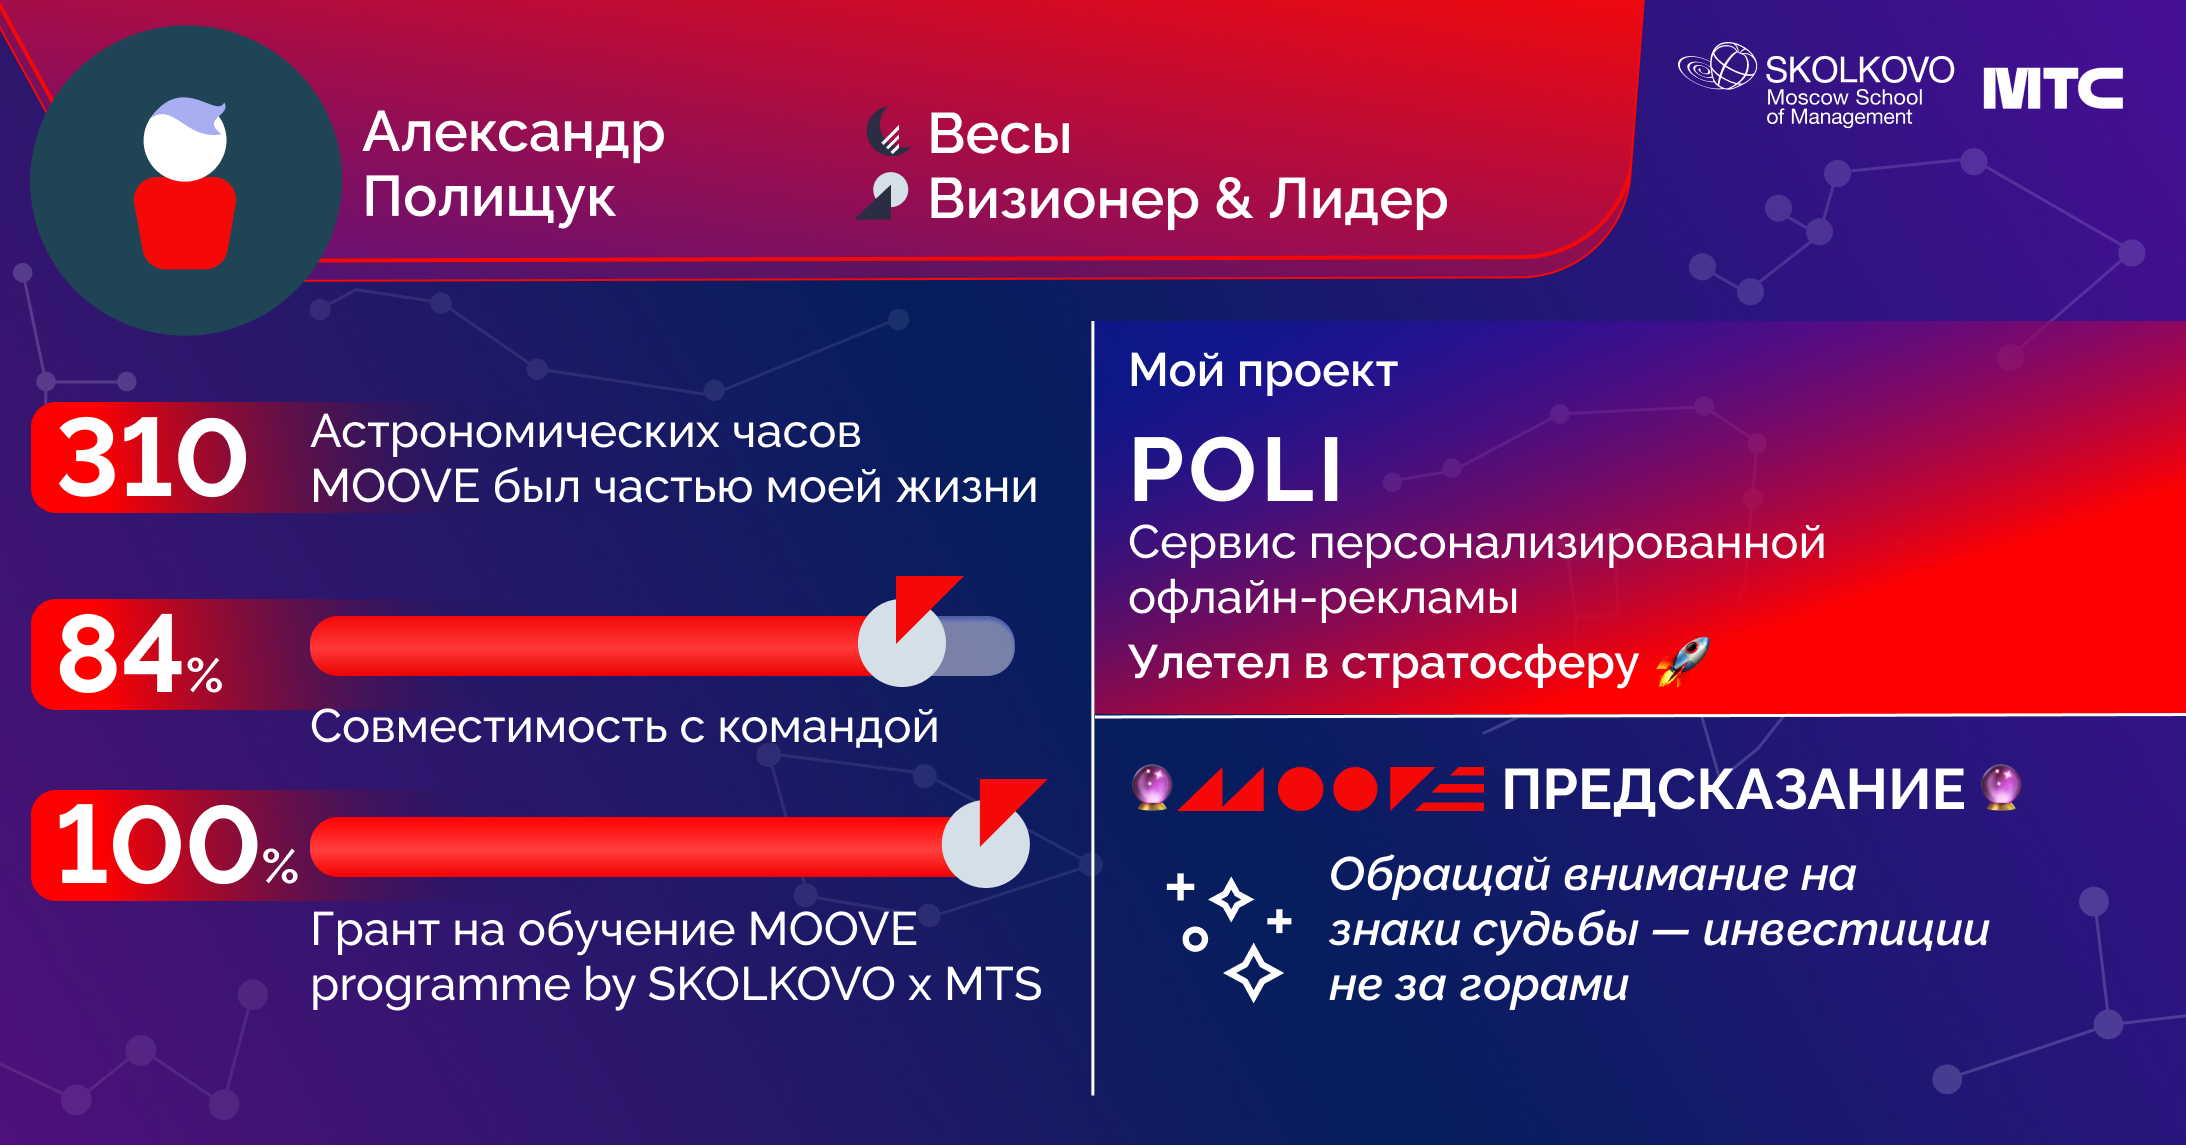 Александр
Полищук
Весы
Визионер & Лидер
SKOLKOVO
Moscow School
of Management
МТС
310
Астрономических часов
MOOVE был частью моей жизни
84%
Совместимость с командой
100%
Грант на обучение MOOVE
programme by SKOLKOVO x MTS
Мой проект
POLI
Сервис персонализированной
офлайн-рекламы
Улетел в стратосферу 🚀
🔮 MOOVE ПРЕДСКАЗАНИЕ 🔮
Обращай внимание на
знаки судьбы — инвестиции
не за горами